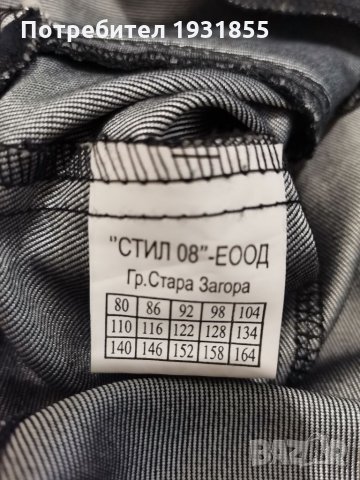 Потребител 1931855
"СТИЛ 08"-ЕООД
Гр.Стара Загора
80 86 92 98 104
110 116 122 128 134
140 146 152 158 164
BAZAR